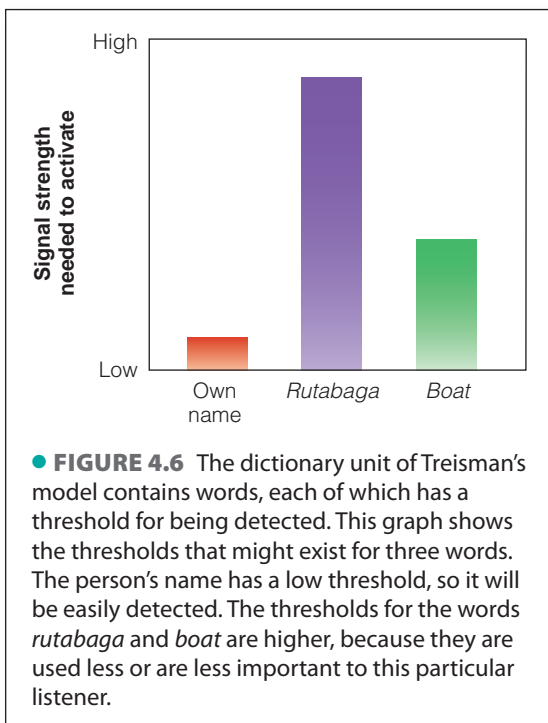 High
Signal strength
needed to activate
Low
Own
name
Rutabaga
Boat
● FIGURE 4.6 The dictionary unit of Treisman’s
model contains words, each of which has a
threshold for being detected. This graph shows
the thresholds that might exist for three words.
The person’s name has a low threshold, so it will
be easily detected. The thresholds for the words
rutabaga and boat are higher, because they are
used less or are less important to this particular
listener.